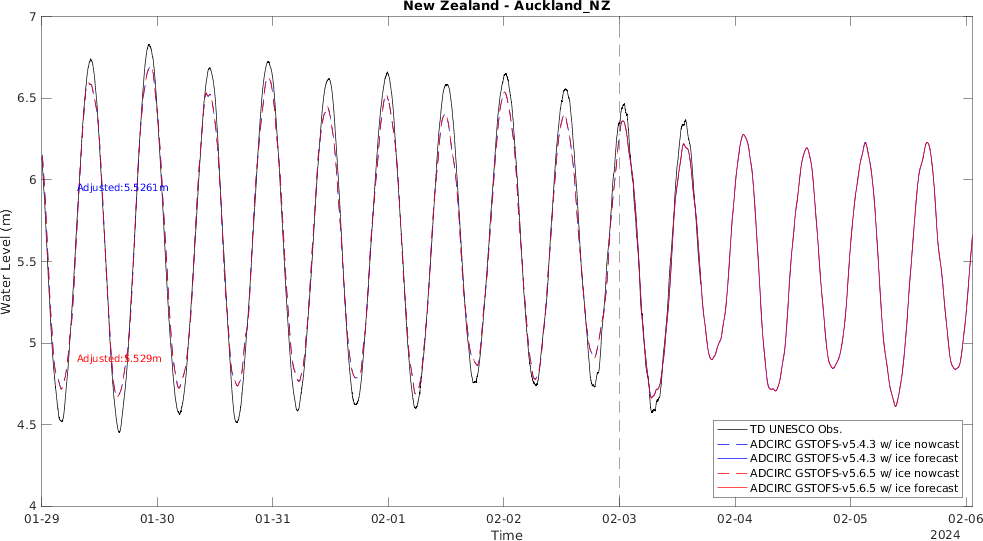 New Zealand - Auckland_NZ
7
6.5
6
5.5
5
4.5
4
Water Level (m)
Adjusted:5.5261m
Adjusted:5.529m
TD UNESCO Obs.
ADCIRC GSTOFS-v5.4.3 w/ ice nowcast
ADCIRC GSTOFS-v5.4.3 w/ ice forecast
ADCIRC GSTOFS-v5.6.5 w/ ice nowcast
ADCIRC GSTOFS-v5.6.5 w/ ice forecast
01-29 01-30 01-31 02-01 02-02 02-03 02-04 02-05 02-06
Time
2024